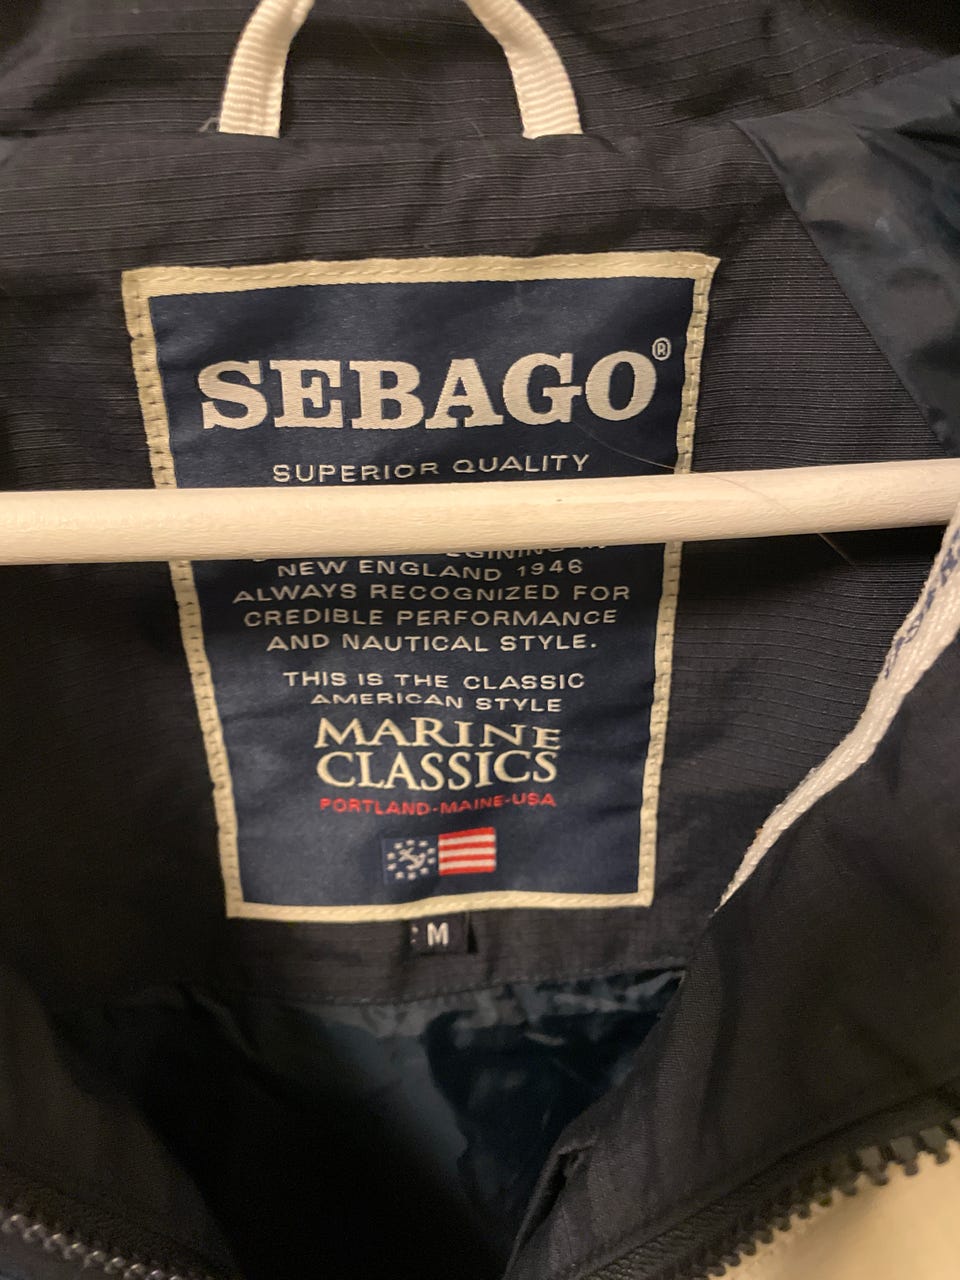 SEBAGO®
SUPERIOR QUALITY
NEW ENGLAND 1946
ALWAYS RECOGNIZED FOR
CREDIBLE PERFORMANCE
AND NAUTICAL STYLE.
THIS IS THE CLASSIC
AMERICAN STYLE
MARINE
CLASSICS
PORTLAND-MAINE-USA
M